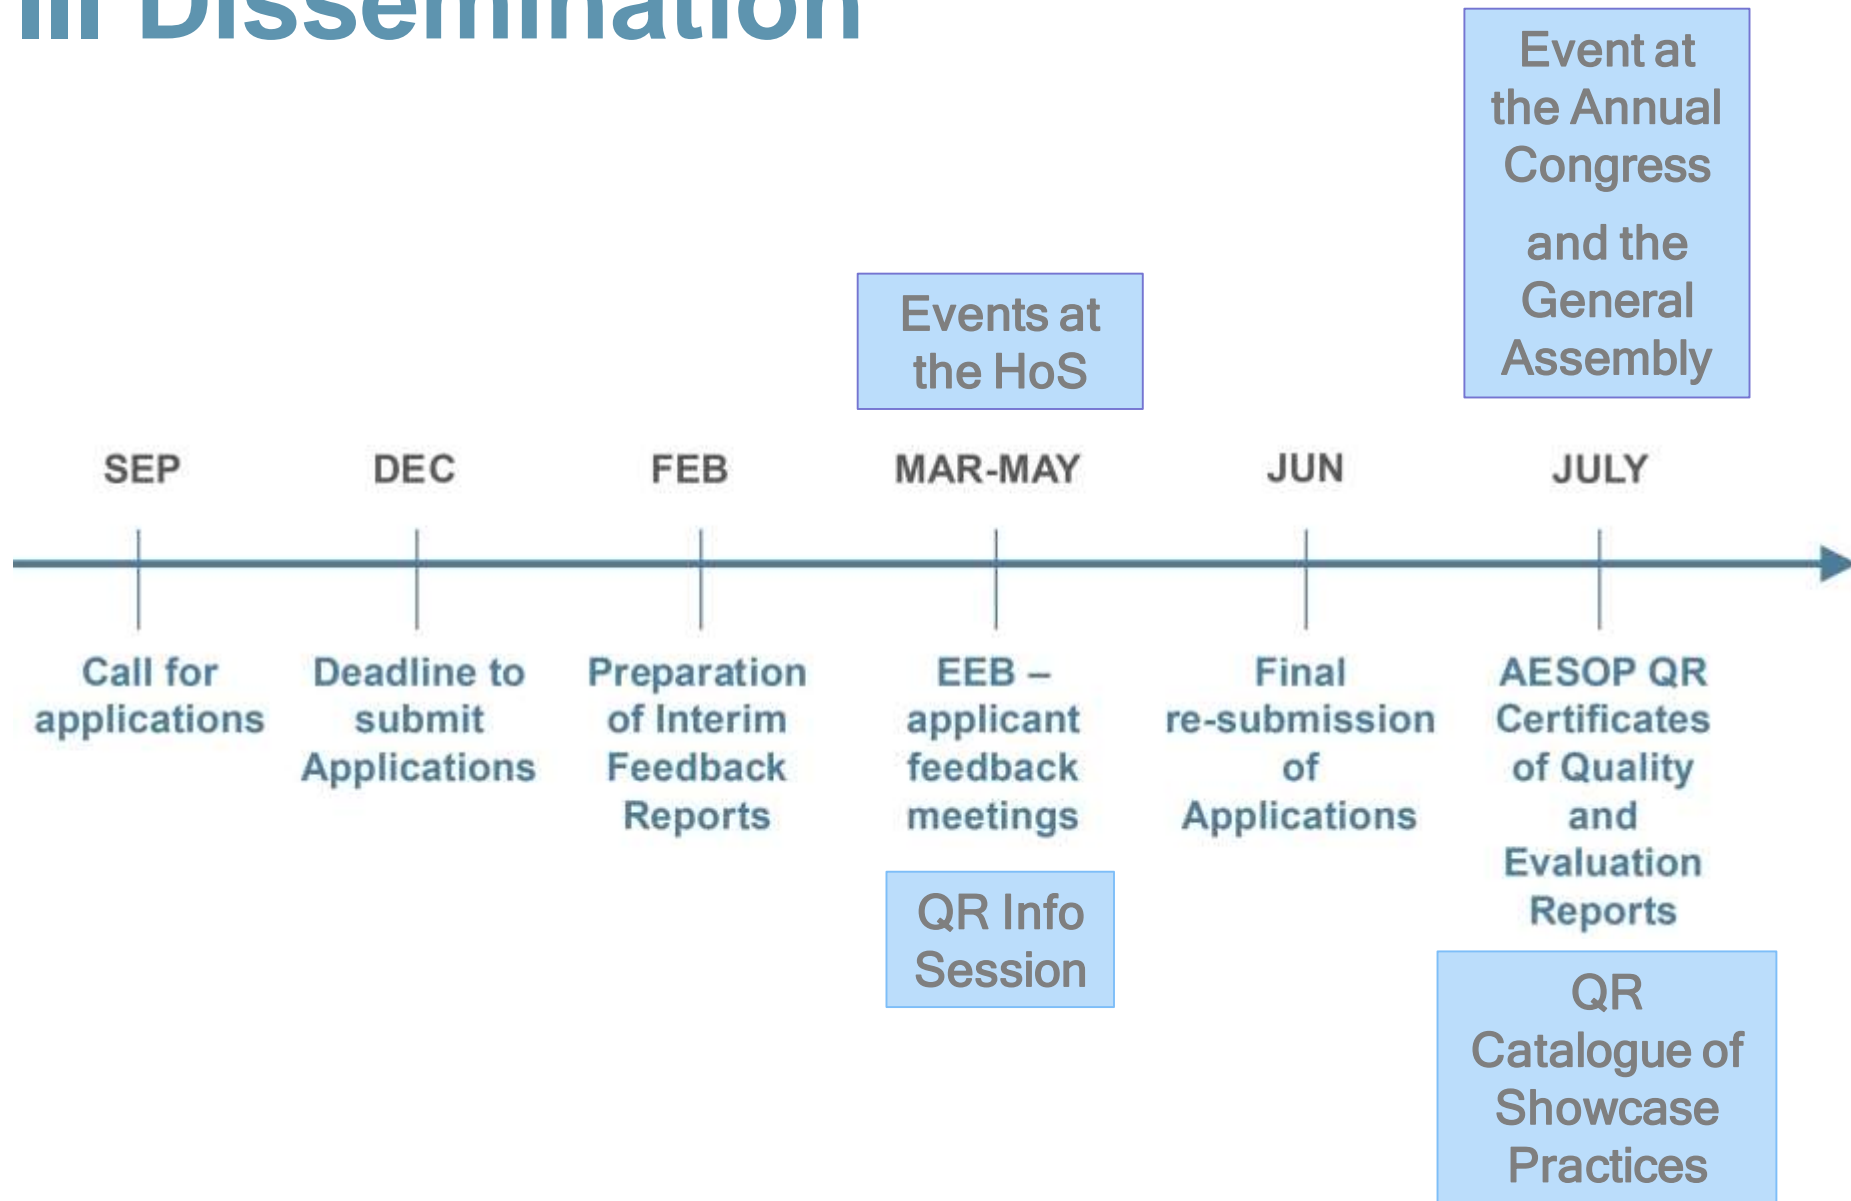 III Dissemination
Event at
the Annual
Congress
and the
General
Assembly
Events at
the HoS
SEP
DEC
FEB
MAR-MAY
JUN
JULY
Call for
applications
Deadline to
submit
Applications
Preparation
of Interim
Feedback
Reports
EEB –
applicant
feedback
meetings
Final
re-submission
of
Applications
AESOP QR
Certificates
of Quality
and
Evaluation
Reports
QR Info
Session
QR
Catalogue of
Showcase
Practices